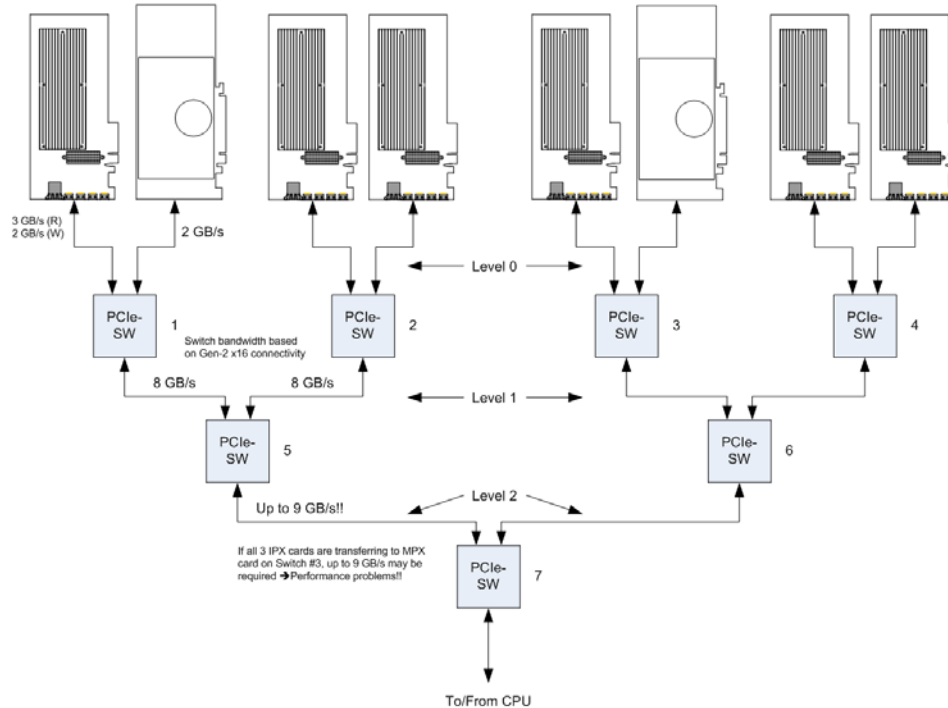 3 GB/s (R)
2 GB/s (W)
2 GB/s
Level 0
PCIe-
SW
1
PCIe-
SW
2
PCIe-
SW
3
PCIe-
SW
4
Switch bandwidth based
on Gen-2 x16 connectivity
8 GB/s
8 GB/s
Level 1
PCIe-
SW
5
PCIe-
SW
6
Level 2
Up to 9 GB/s!!
If all 3 IPX cards are transferring to MPX
card on Switch #3, up to 9 GB/s may be
required ➔Performance problems!!
PCIe-
SW
7
To/From CPU